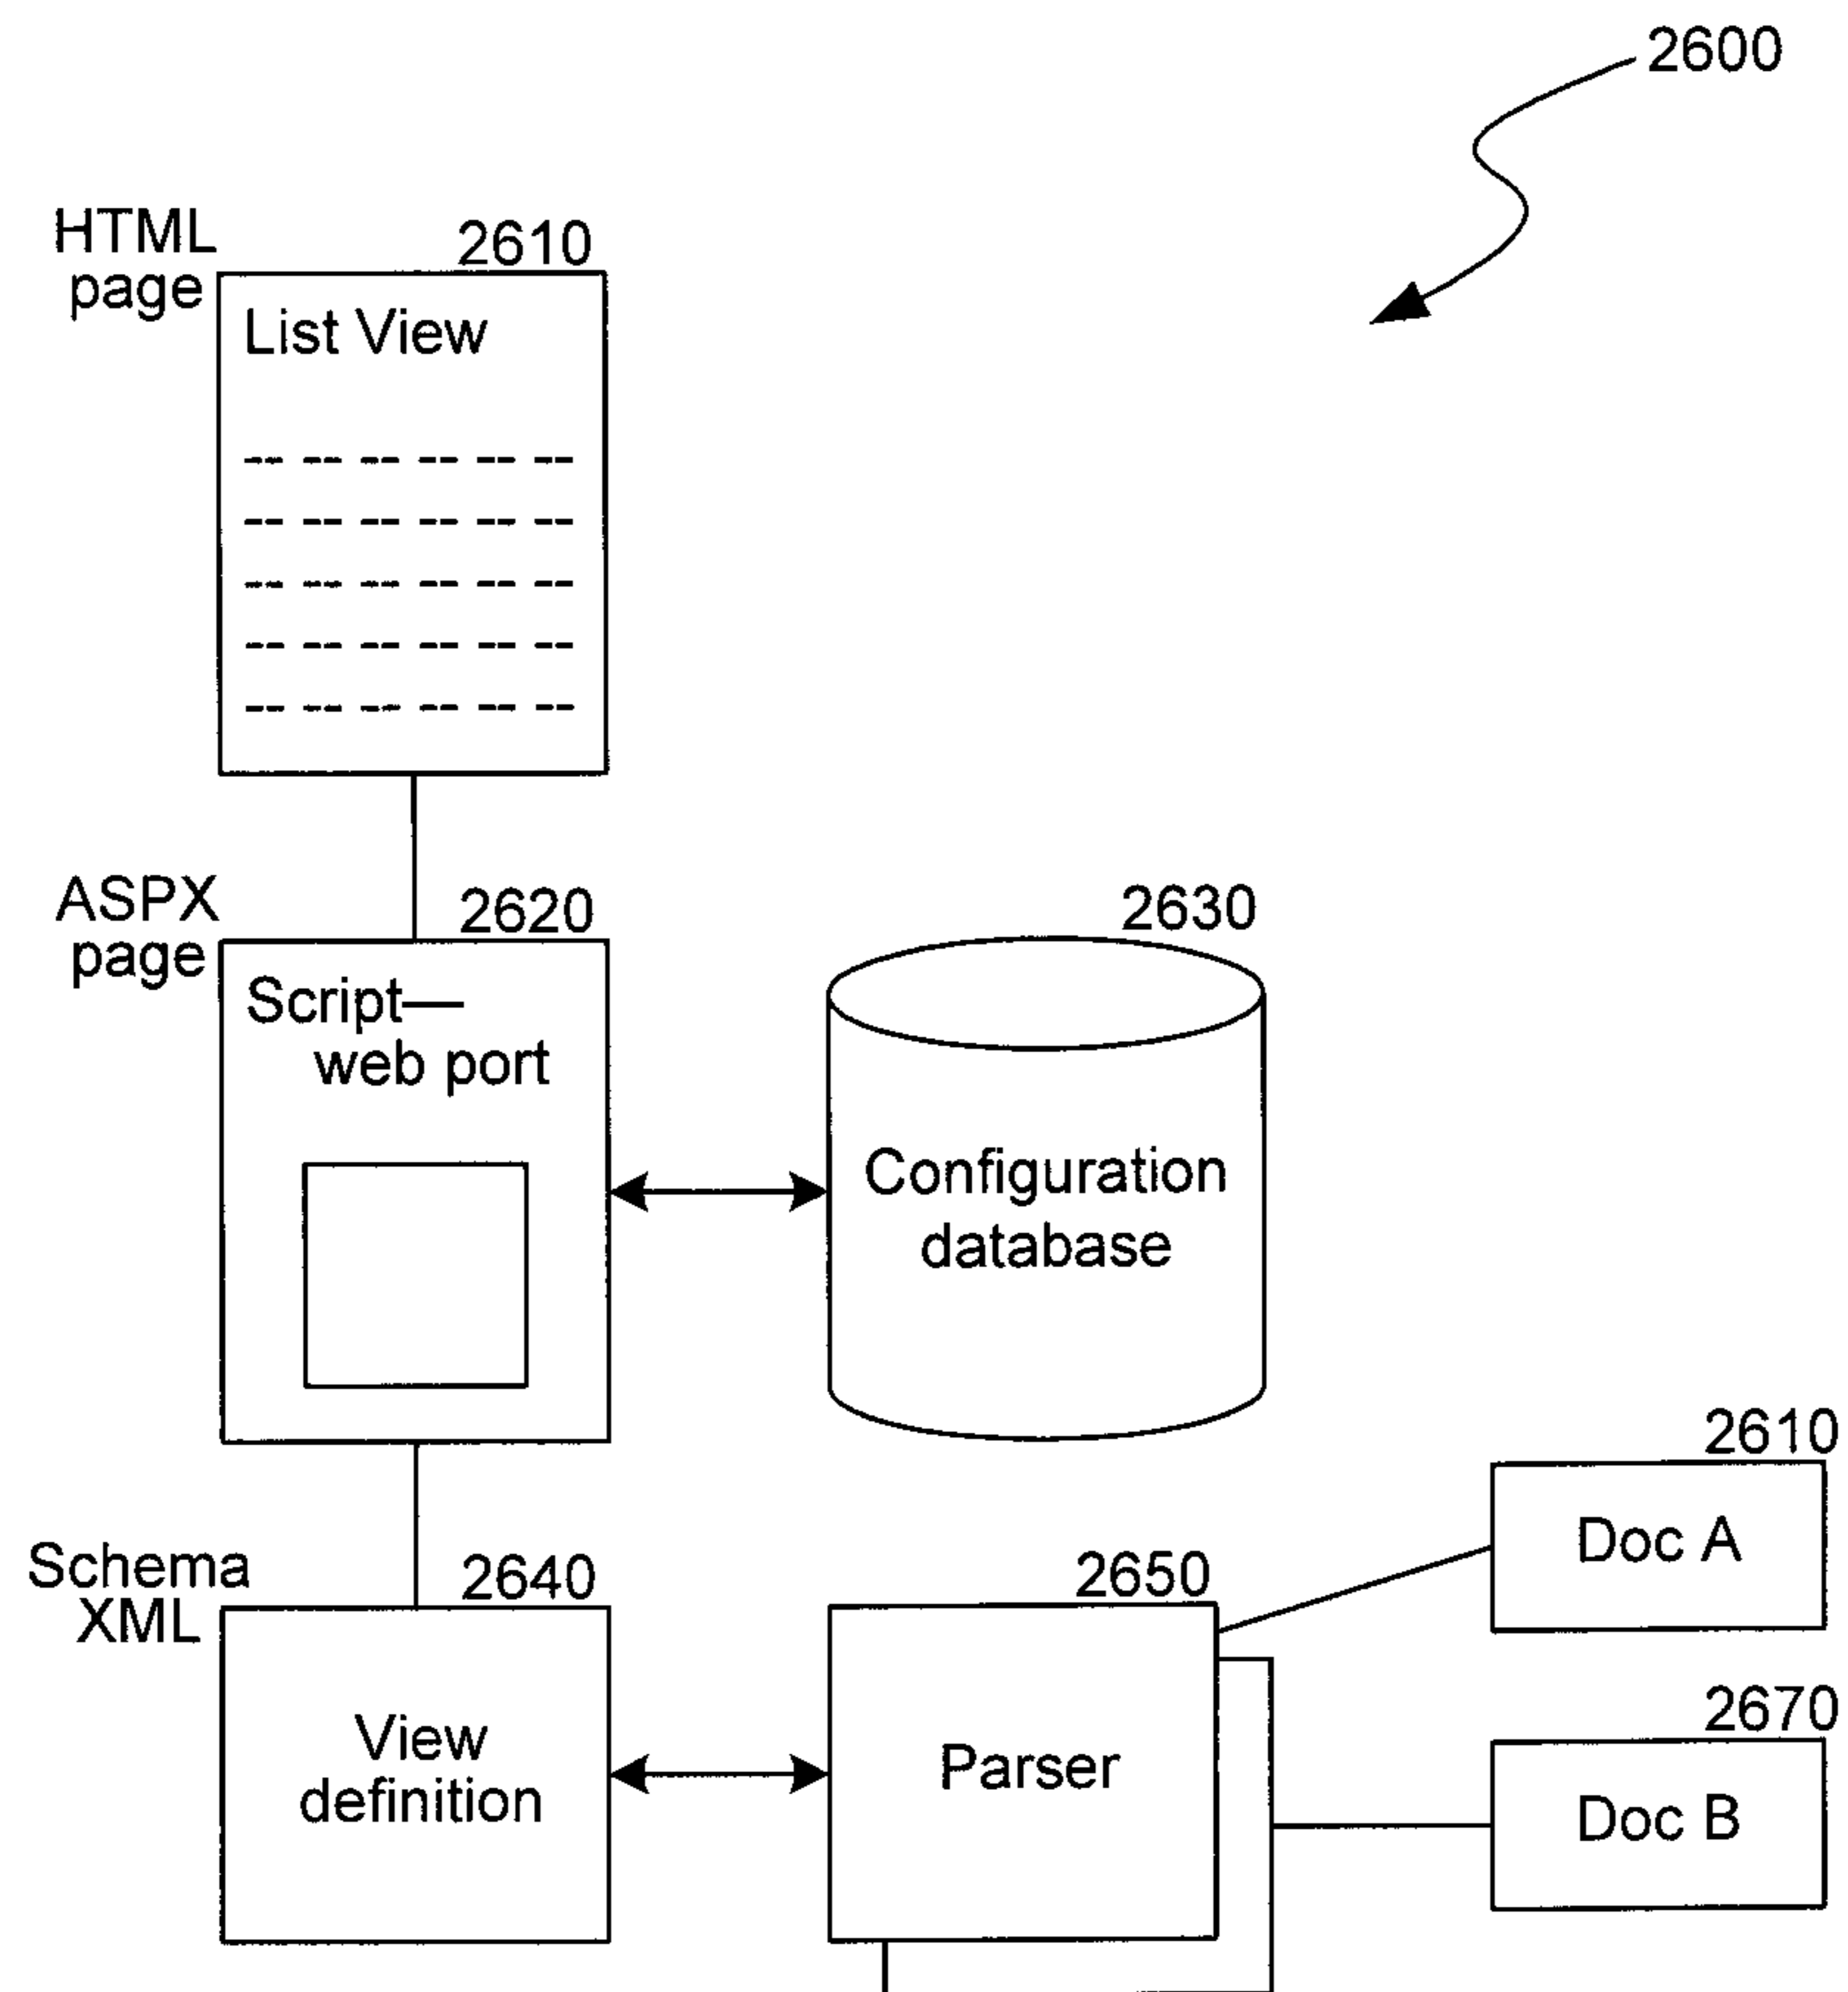 2600
HTML
page
2610
List View
ASPX
page
2620
Script—
web port
2630
Configuration
database
Schema
XML
2640
View
definition
2650
Parser
2610
Doc A
2670
Doc B